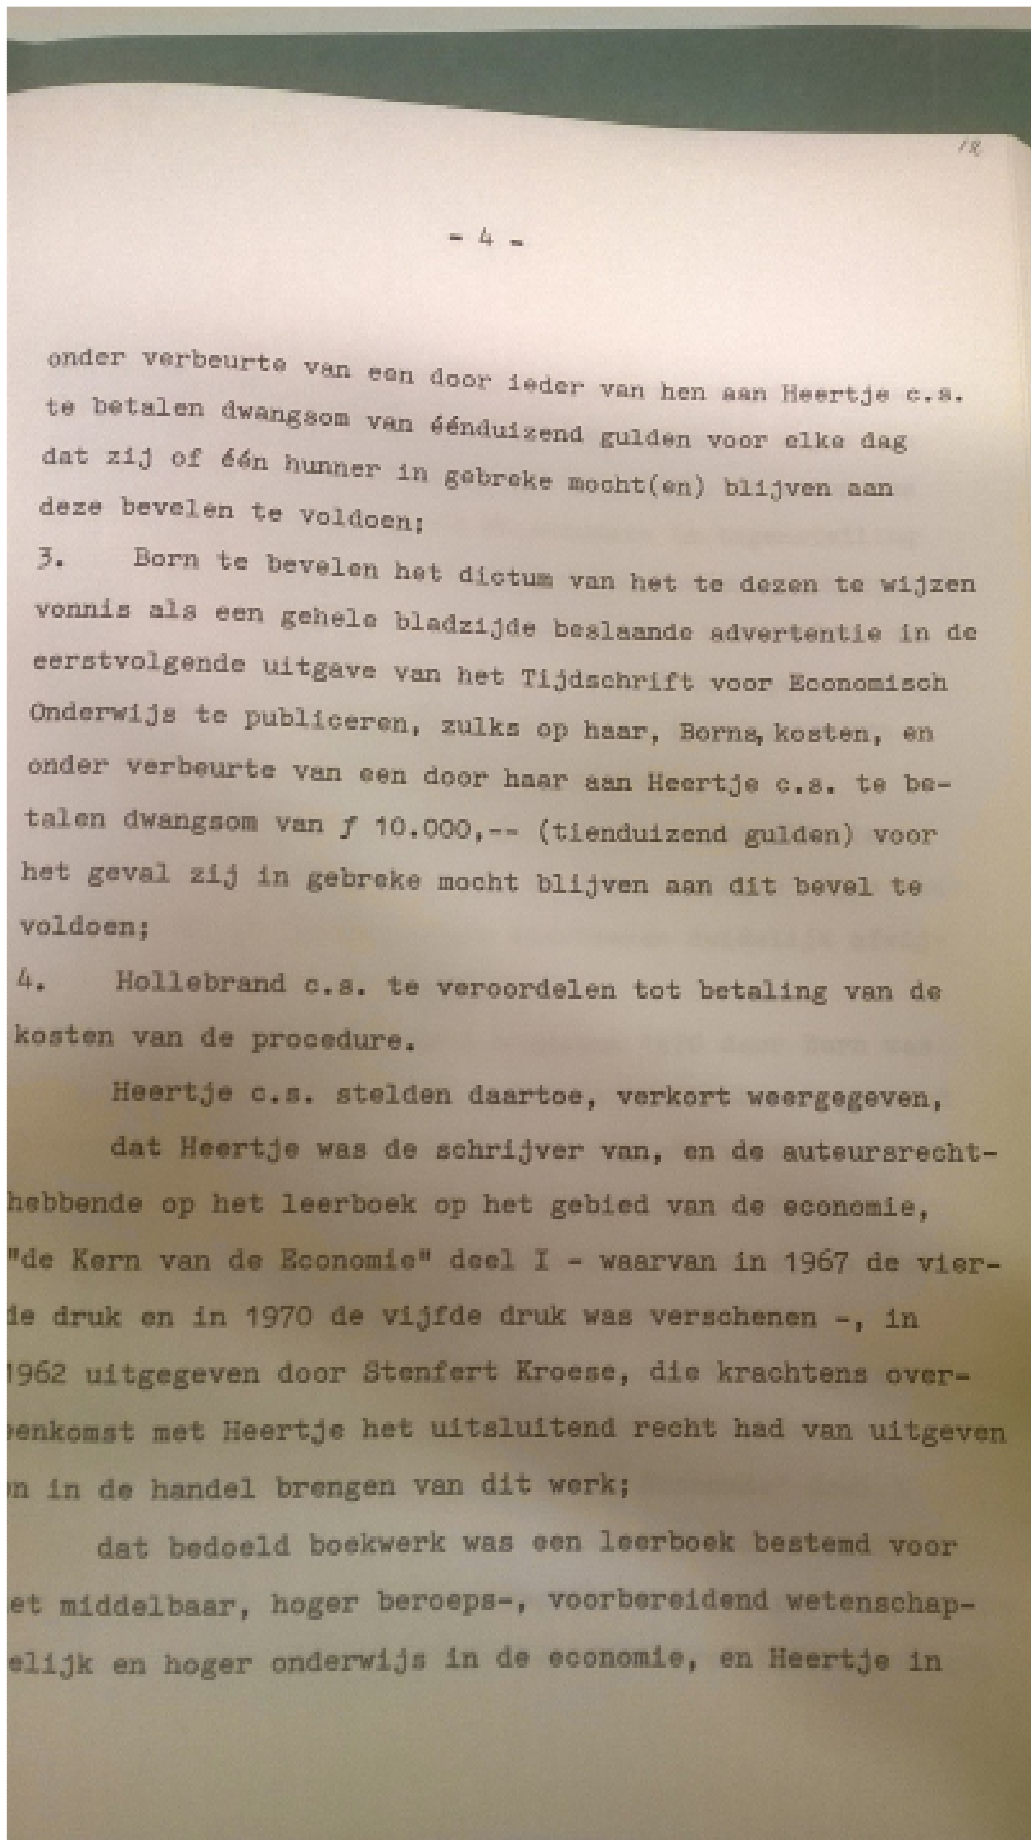 18
- 4 -
onder verbeurte van een door ieder van hen aan Heertje c.s.
te betalen dwangsom van éénduizend gulden voor elke dag
dat zij of één hunner in gebreke mocht(en) blijven aan
deze bevelen te voldoen;
3. Born te bevelen het dictum van het te dezen te wijzen
vonnis als een gehele bladzijde beslaande advertentie in de
eerstvolgende uitgave van het Tijdschrift voor Economisch
Onderwijs te publiceren, zulks op haar, Borns, kosten, en
onder verbeurte van een door haar aan Heertje c.s. te be-
talen dwangsom van ƒ 10.000,-- (tienduizend gulden) voor
het geval zij in gebreke mocht blijven aan dit bevel te
voldoen;
4. Hollebrand c.s. te veroordelen tot betaling van de
kosten van de procedure.
Heertje c.s. stelden daartoe, verkort weergegeven,
dat Heertje was de schrijver van, en de auteursrecht-
hebbende op het leerboek op het gebied van de economie,
"de Kern van de Economie" deel I - waarvan in 1967 de vier-
de druk en in 1970 de vijfde druk was verschenen -, in
1962 uitgegeven door Stenfert Kroese, die krachtens over-
eenkomst met Heertje het uitsluitend recht had van uitgeven
n in de handel brengen van dit werk;
dat bedoeld boekwerk was een leerboek bestemd voor
et middelbaar, hoger beroeps-, voorbereidend wetenschap-
elijk en hoger onderwijs in de economie, en Heertje in